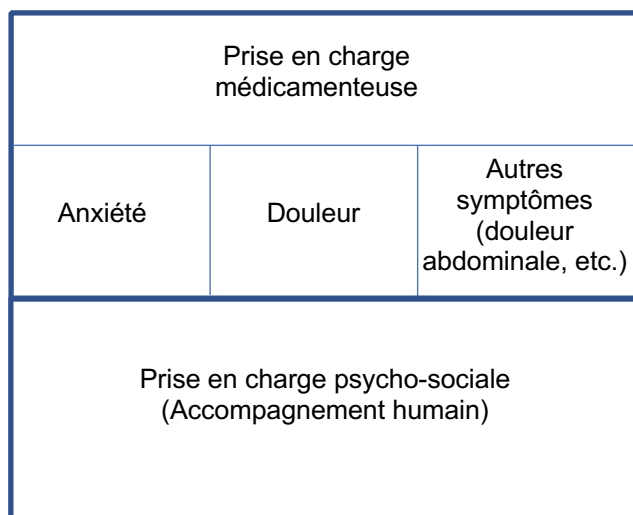 Prise en charge
médicamenteuse
Anxiété
Douleur
Autres
symptômes
(douleur
abdominale, etc.)
Prise en charge psycho-sociale
(Accompagnement humain)